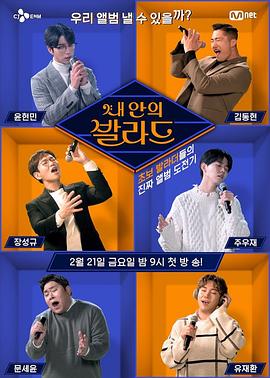 CJ ENM
우리 앨범 낼 수 있을까?
Mnet
윤현민
김동현
내 안의
발라드
초보 발라더들의
진짜 앨범 도전기
장성규
주우재
2월 21일 금요일 밤 9시 첫 방송!
문세윤
유재환